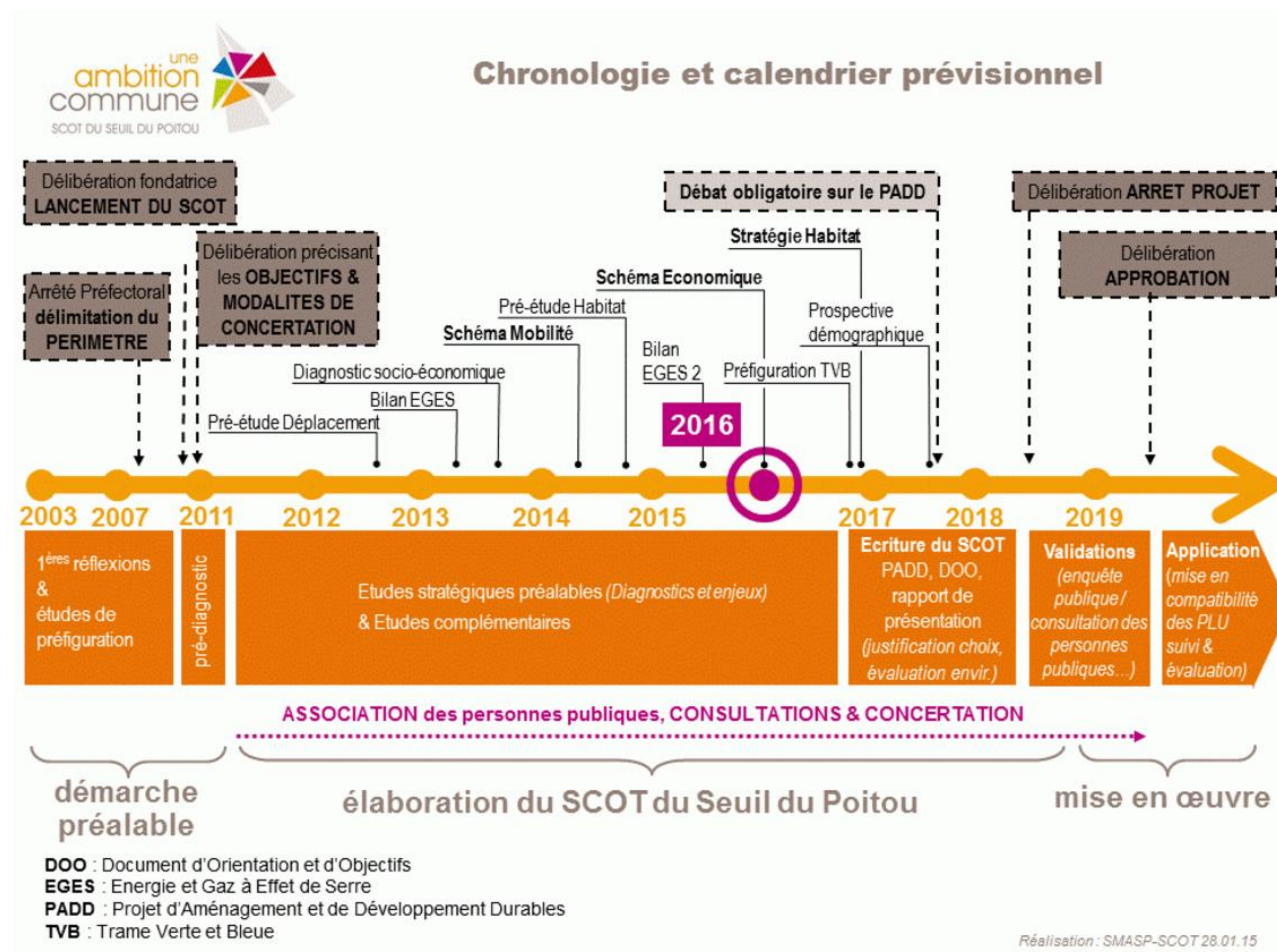 une
ambition
commune
SCOT DU SEUIL DU POITOU
Chronologie et calendrier prévisionnel
Délibération fondatrice
LANCEMENT DU SCOT
Arrêté Préfectoral
délimitation du
PERIMETRE
Délibération précisant
les OBJECTIFS &
MODALITES DE
CONCERTATION
Débat obligatoire sur le PADD
Délibération ARRET PROJET
Délibération
APPROBATION
Pré-étude Déplacement
Bilan EGES
Diagnostic socio-économique
Schéma Mobilité
Pré-étude Habitat
Bilan
EGES 2
Schéma Economique
Préfiguration TVB
Stratégie Habitat
Prospective
démographique
2016
2003 2007 2011 2012 2013 2014 2015 2017 2018 2019
1ères réflexions
&
études de
préfiguration
pré-diagnostic
Etudes stratégiques préalables (Diagnostics et enjeux)
& Etudes complémentaires
Ecriture du SCOT
PADD, DOO,
rapport de
présentation
(justification choix,
évaluation envir.)
Validations
(enquête
publique /
consultation des
personnes
publiques...)
Application
(mise en
compatibilité
des PLU
suivi &
évaluation)
ASSOCIATION des personnes publiques, CONSULTATIONS & CONCERTATION
démarche
préalable
élaboration du SCOT du Seuil du Poitou
mise en œuvre
DOO : Document d'Orientation et d'Objectifs
EGES : Energie et Gaz à Effet de Serre
PADD : Projet d'Aménagement et de Développement Durables
TVB : Trame Verte et Bleue
Réalisation : SMASP-SCOT 28.01.15